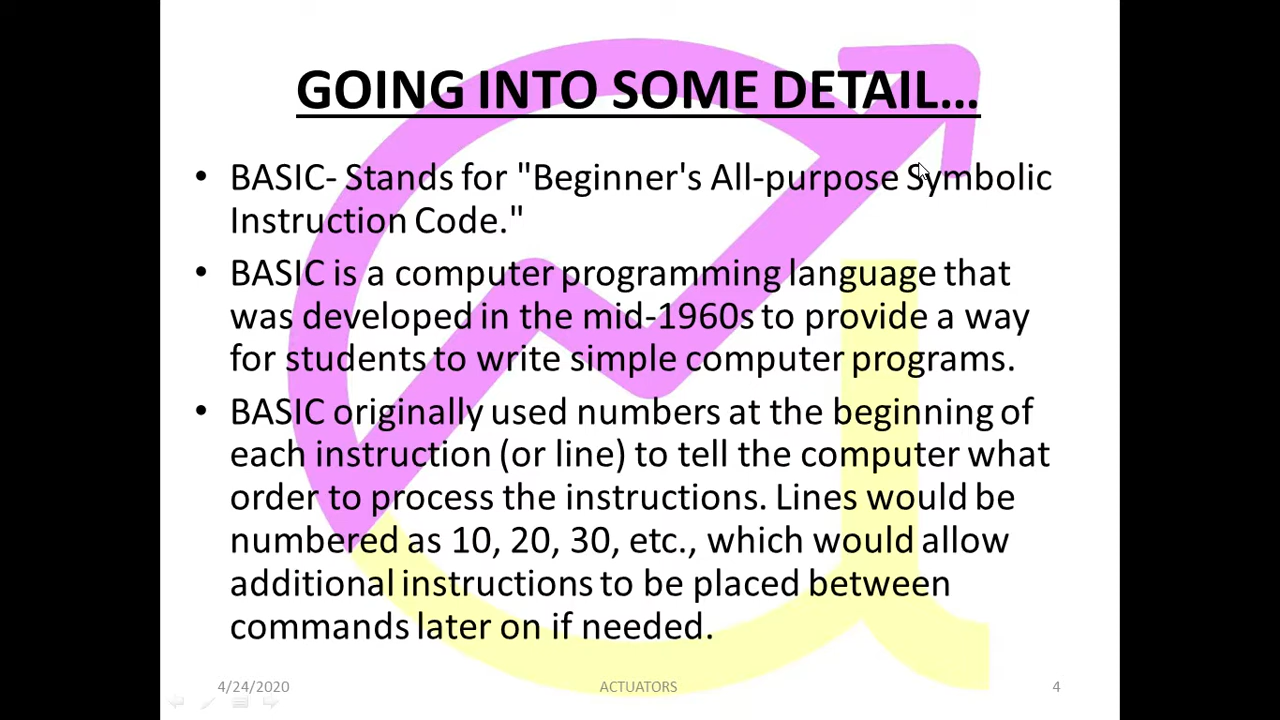 GOING INTO SOME DETAIL...
• BASIC- Stands for "Beginner's All-purpose Symbolic
Instruction Code."
• BASIC is a computer programming language that
was developed in the mid-1960s to provide a way
for students to write simple computer programs.
• BASIC originally used numbers at the beginning of
each instruction (or line) to tell the computer what
order to process the instructions. Lines would be
numbered as 10, 20, 30, etc., which would allow
additional instructions to be placed between
commands later on if needed.
4/24/2020
ACTUATORS
4